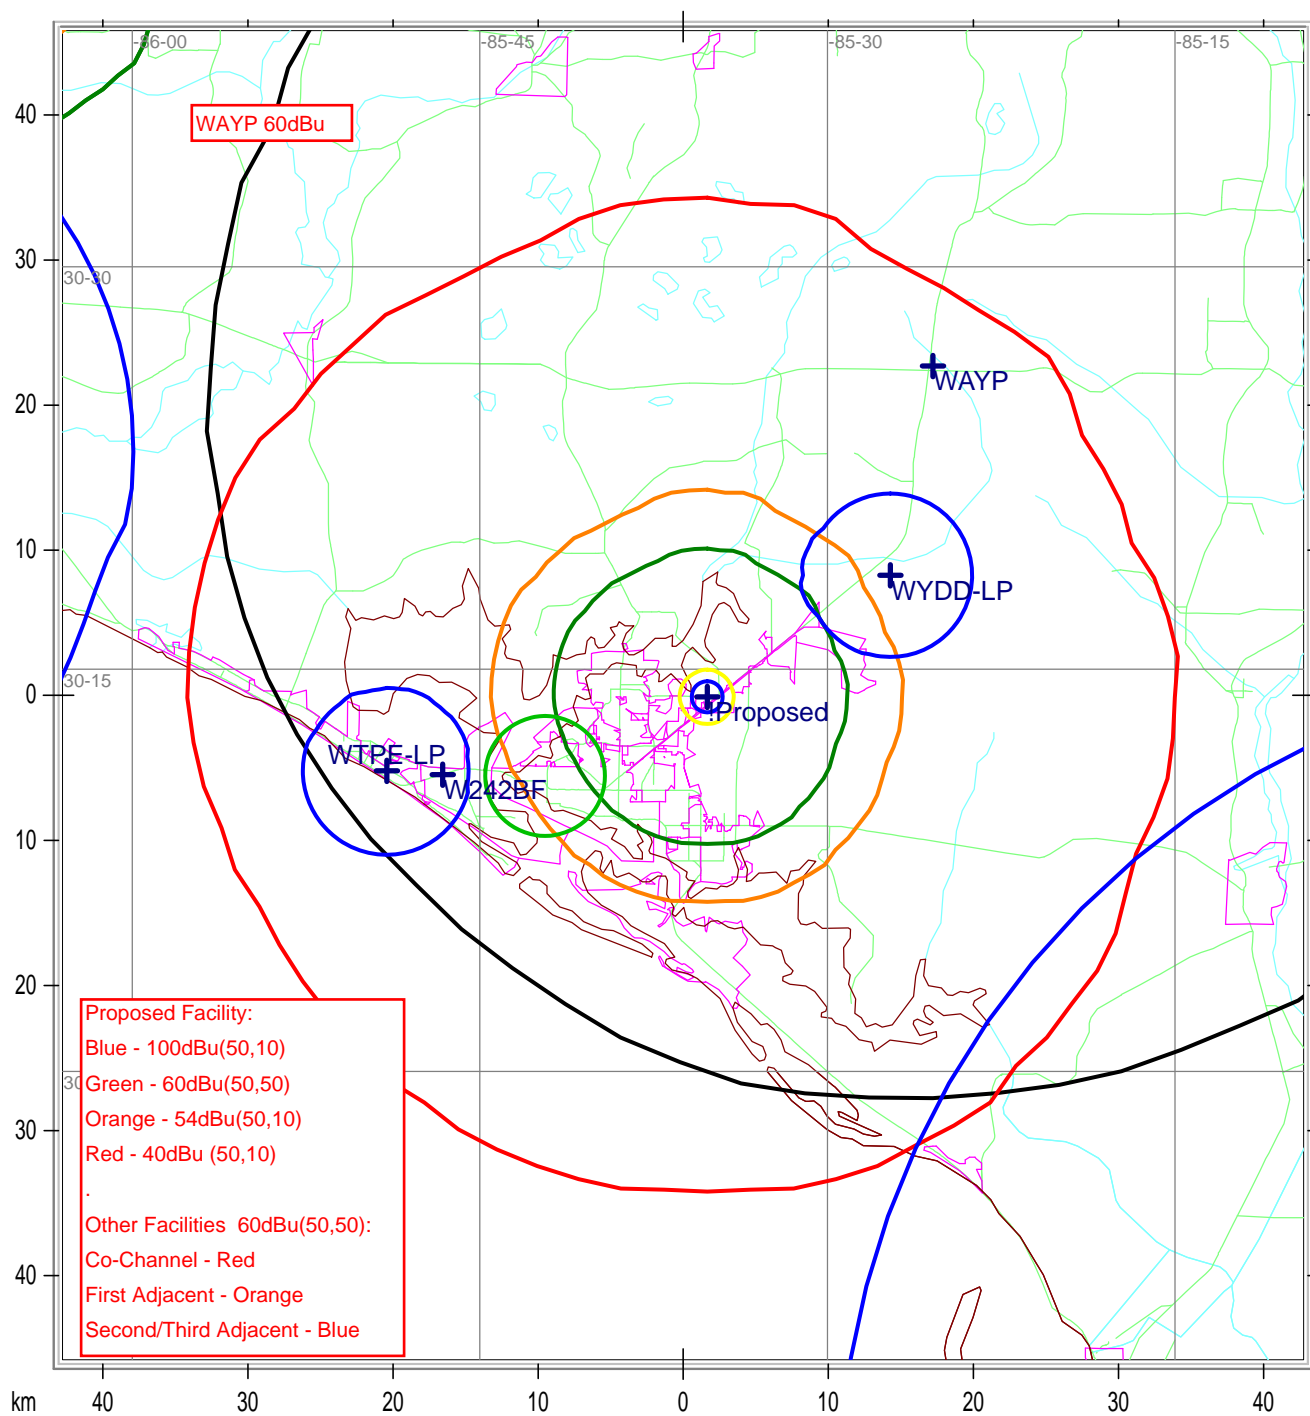 -86-00
-85-45
-85-30
-85-15
40
WAYP 60dBu
30
30-30
WAYP
20
10
WYDD-LP
30-15
0
!Proposed
WTPE-LP
W242BF
10
20
Proposed Facility:
Blue - 100dBu(50,10)
Green - 60dBu(50,50)
Orange - 54dBu(50,10)
Red - 40dBu (50,10)
.
Other Facilities 60dBu(50,50):
Co-Channel - Red
First Adjacent - Orange
Second/Third Adjacent - Blue
30
30
40
km
40
30
20
10
0
10
20
30
40